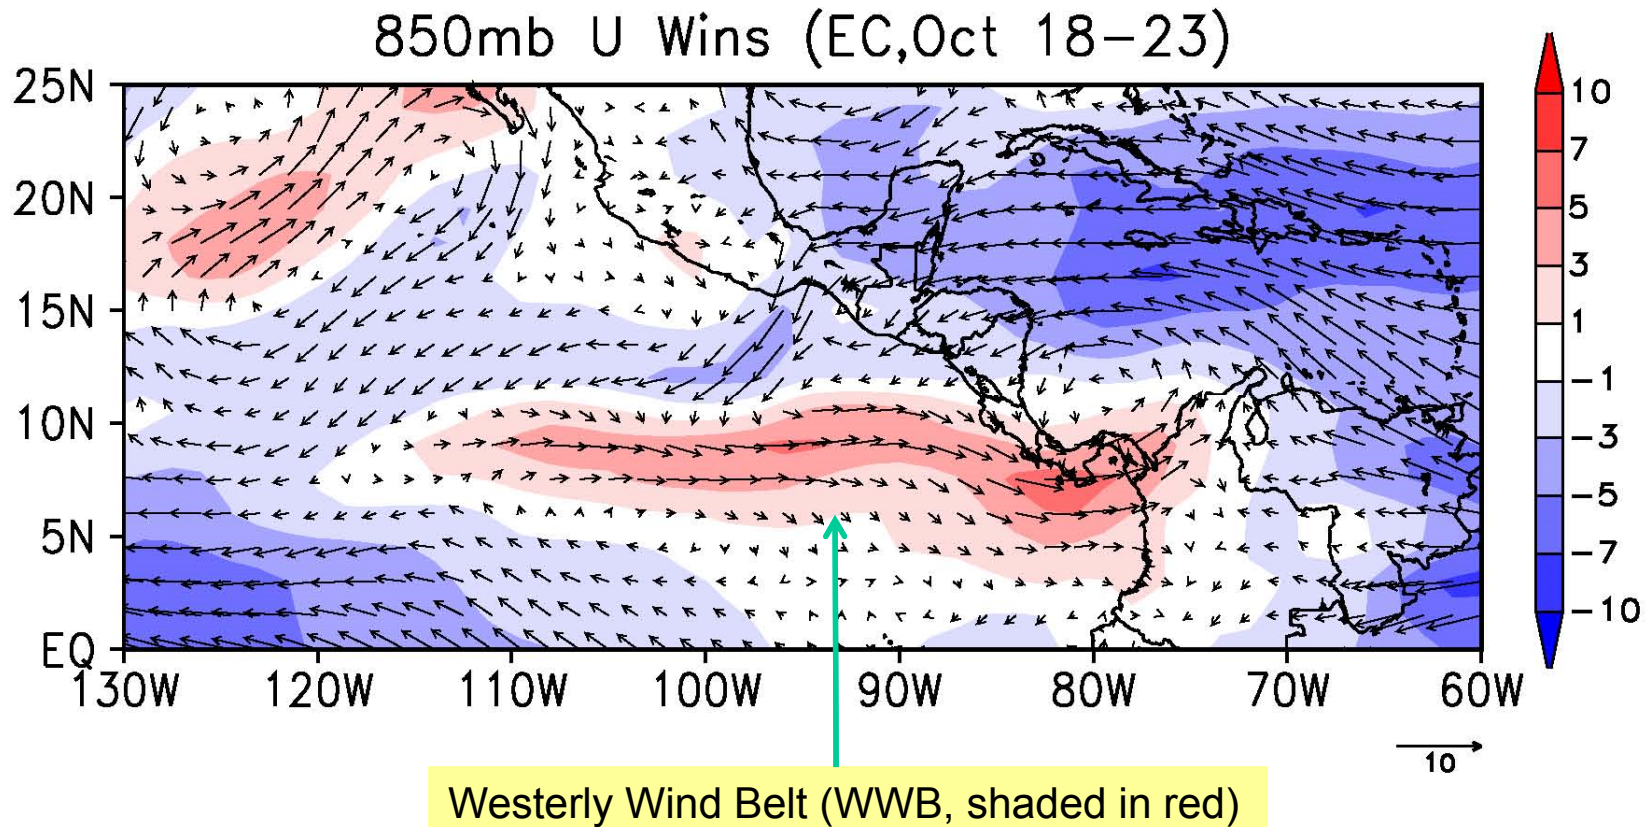 850mb U Wins (EC,Oct 18−23)
25N
20N
15N
10N
5N
EQ
130W 120W 110W 100W 90W 80W 70W 60W
10
7
5
3
1
−1
−3
−5
−7
−10
10
Westerly Wind Belt (WWB, shaded in red)